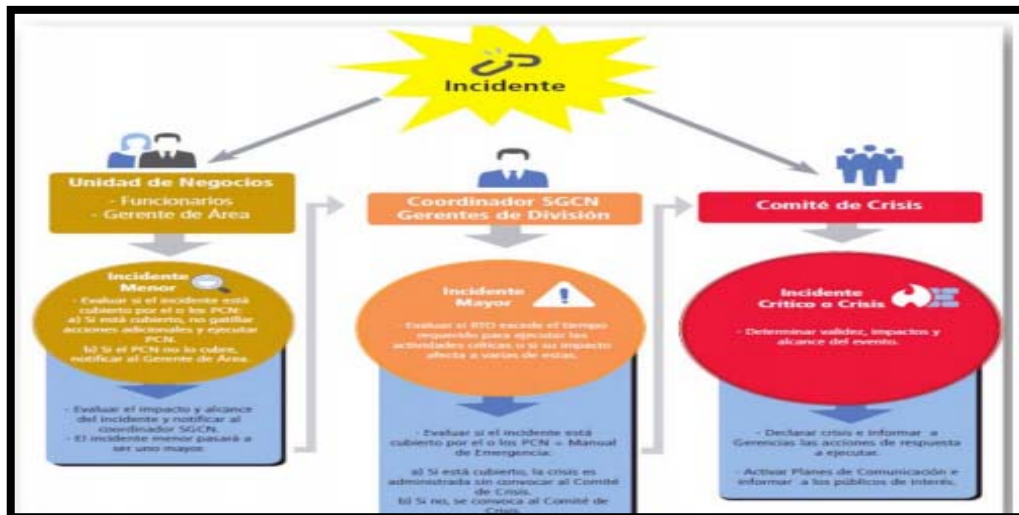 Incidente
Unidad de Negocios
- Funcionarios
- Gerente de Área
Incidente
Menor
- Evaluar si el incidente está
cubierto por el o los PCN:
a) Si está cubierto, no gatillar
acciones adicionales y ejecutar
PCN.
b) Si el PCN no lo cubre,
notificar al Gerente de Área.
- Evaluar el impacto y alcance
del incidente y notificar al
coordinador SGCN.
- El incidente menor pasará a
ser uno mayor.
Coordinador SGCN
Gerentes de División
Incidente
Mayor
- Evaluar si RTO excede el tiempo
requerido para ejecutar las
actividades críticas o si su impacto
afecta a varias de estas.
- Evaluar si el incidente está
cubierto por el o los PCN = Manual
de Emergencia:
a) Si está cubierto, la crisis es
administrada sin convocar al Comité
de Crisis.
b) Si no, se convoca al Comité de
Crisis.
Comité de Crisis
Incidente
Crítico o Crisis
- Determinar validez, impactos y
alcance del evento.
- Declarar crisis e informar a
Gerencias las acciones de respuesta
a ejecutar.
- Activar Planes de Comunicación e
informar a los públicos de interés.